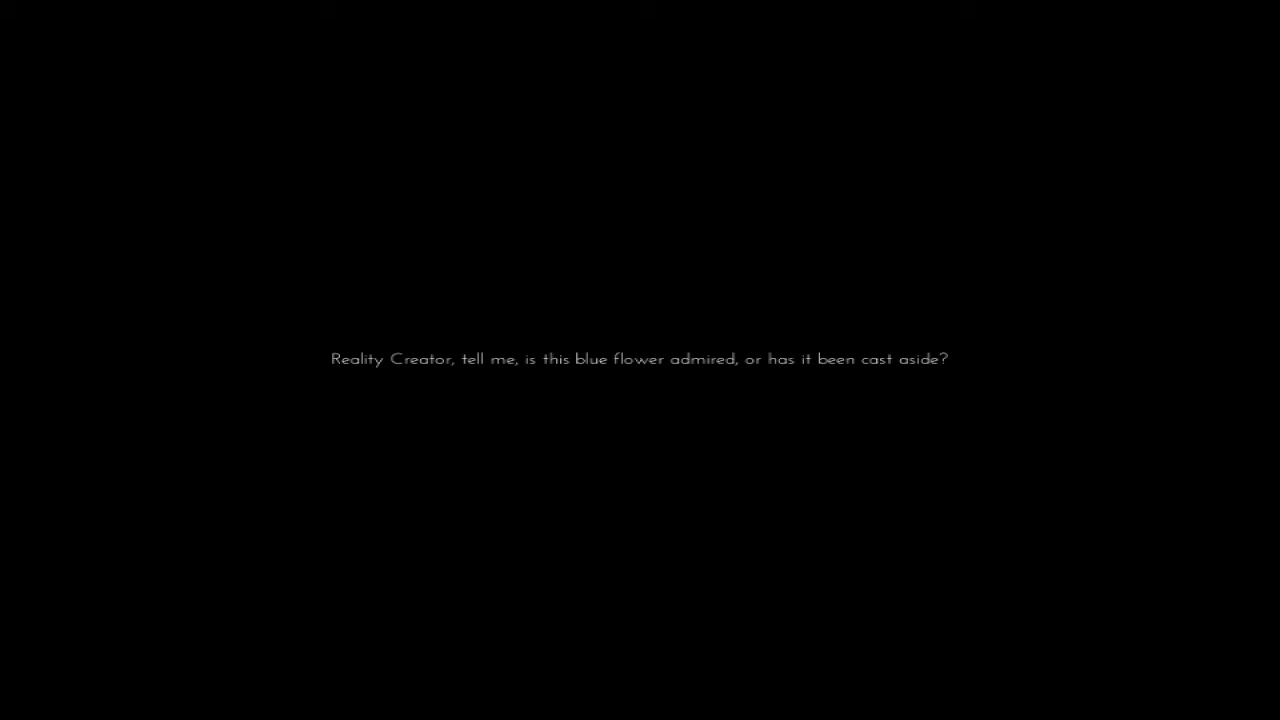 Reality Creator, tell me, is this blue flower admired, or has it been cast aside?